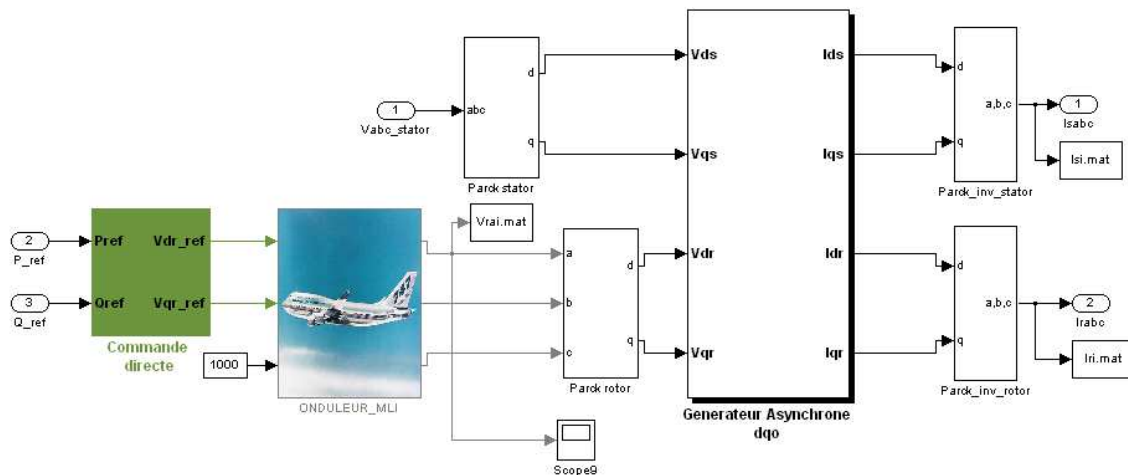 Vds
Ids
d
d
1
abc
a,b,c
1
Vabc_stator
Isabc
q
Vqs
Iqs
q
Isi.mat
Parck stator
Parck_inv_stator
Vrai.mat
2
Pref
Vdr_ref
P_ref
a
d
Vdr
Idr
d
3
Qref
Vqr_ref
Q_ref
b
a,b,c
2
Irabc
Commande
directe
1000
c
q
Vqr
Iqr
q
Iri.mat
Parck rotor
Parck_inv_rotor
ONDULEUR_MLI
Generateur Asynchrone
dqo
Scope9